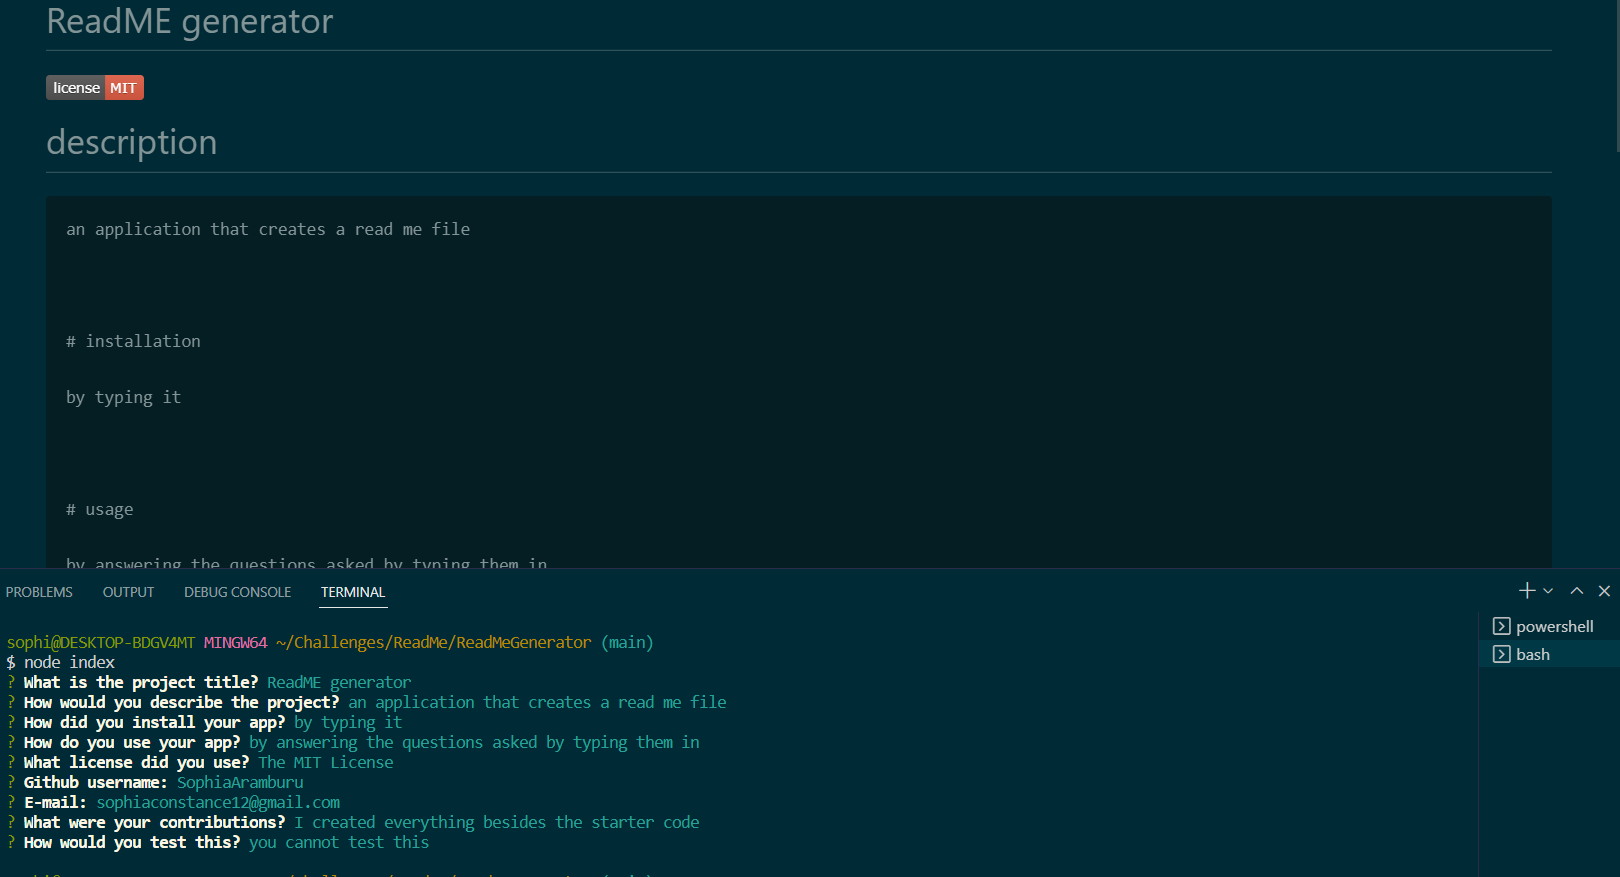 ReadME generator
license MIT
description
an application that creates a read me file
# installation
by typing it
# usage
by answering the questions asked by typing them in
PROBLEMS OUTPUT DEBUG CONSOLE TERMINAL
powershell
bash
sophi@DESKTOP-BDGV4MT MINGW64 ~/Challenges/ReadMe/ReadMeGenerator (main)
$ node index
? What is the project title? ReadME generator
? How would you describe the project? an application that creates a read me file
? How did you install your app? by typing it
? How do you use your app? by answering the questions asked by typing them in
? What license did you use? The MIT License
? Github username: SophiaAramburu
? E-mail: sophiaconstance12@gmail.com
? What were your contributions? I created everything besides the starter code
? How would you test this? you cannot test this